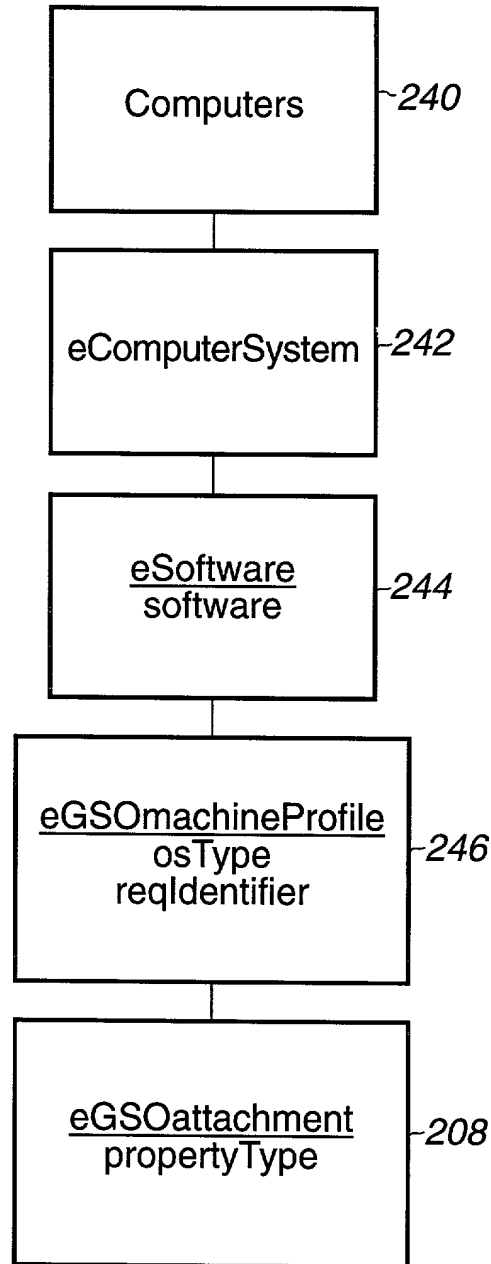 Computers
240
eComputerSystem
242
eSoftware
software
244
eGSOmachineProfile
osType
reqIdentifier
246
eGSOattachment
propertyType
208